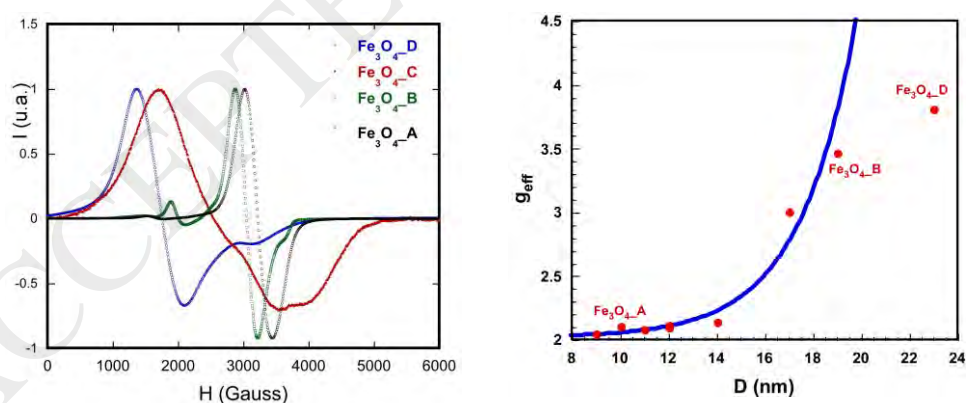 1.5
1
0.5
0
-0.5
-1
I (u.a.)
Fe3O4_D
Fe3O4_C
Fe3O4_B
Fe3O4_A
0 1000 2000 3000 4000 5000 6000
H (Gauss)
4.5
4
3.5
3
2.5
2
geff
Fe3O4_D
Fe3O4_B
Fe3O4_A
8 10 12 14 16 18 20 22 24
D (nm)
ACCEPTE